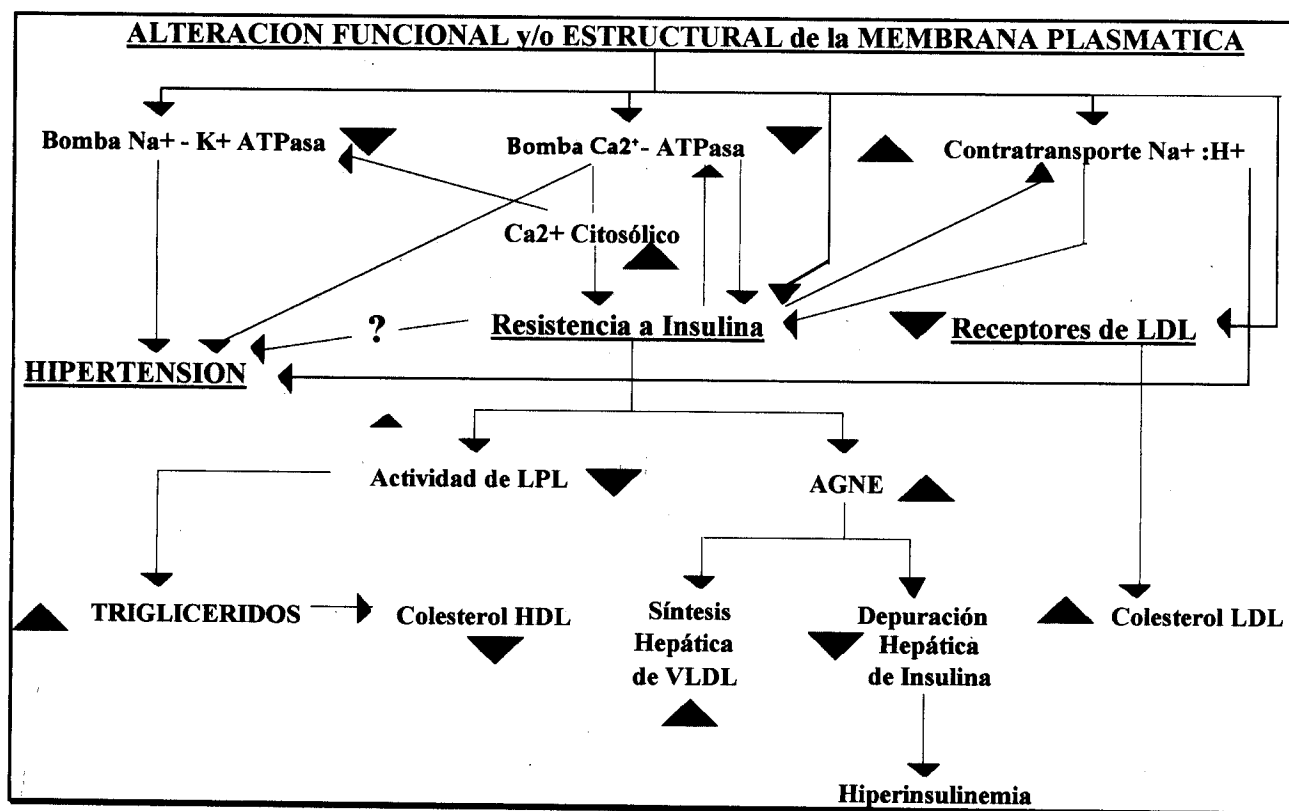 ALTERACION FUNCIONAL y/o ESTRUCTURAL de la MEMBRANA PLASMATICA
Bomba Na+ - K+ ATPasa
Bomba Ca2+- ATPasa
Contratransporte Na+ :H+
Ca2+ Citosólico
?
Resistencia a Insulina
Receptores de LDL
HIPERTENSION
Actividad de LPL
AGNE
TRIGLICERIDOS
Colesterol HDL
Síntesis
Hepática
de VLDL
Depuración
Hepática
de Insulina
Colesterol LDL
Hiperinsulinemia